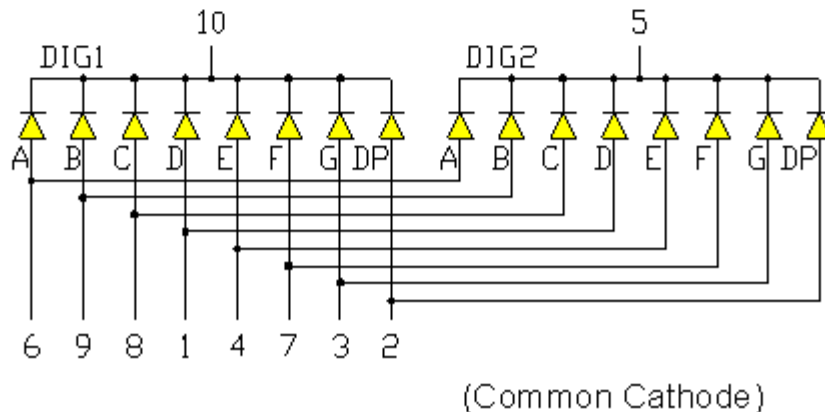 10 5
DIG1 DIG2
A B C D E F G DP A B C D E F G DP
6 9 8 1 4 7 3 2
(Common Cathode)